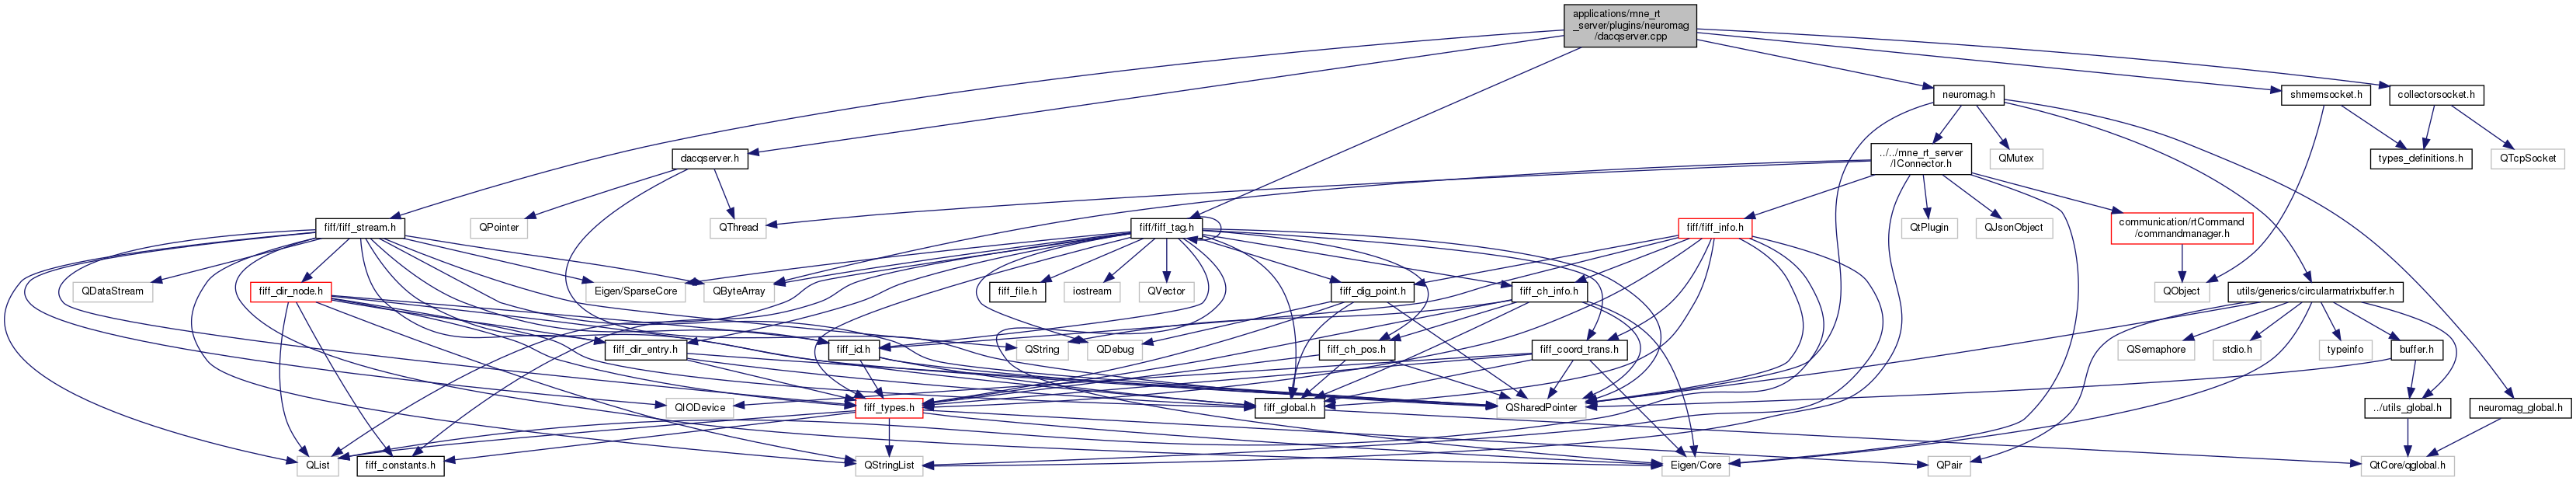 applications/mne_rt
_server/plugins/neuromag
/dacqserver.cpp
neuromag.h
shmemsocket.h
collectorsocket.h
dacqserver.h
../../mne_rt_server
/IConnector.h
QMutex
types_definitions.h
QTcpSocket
fiff/fiff_stream.h
QPointer
QThread
fiff/fiff_tag.h
fiff/fiff_info.h
QtPlugin
QJsonObject
communication/rtCommand
/commandmanager.h
QDataStream
fiff_dir_node.h
Eigen/SparseCore
QByteArray
fiff_file.h
iostream
QVector
fiff_dig_point.h
fiff_ch_info.h
QObject
utils/generics/circularmatrixbuffer.h
fiff_dir_entry.h
fiff_id.h
QString
QDebug
fiff_ch_pos.h
fiff_coord_trans.h
QSemaphore
stdio.h
typeinfo
buffer.h
QIODevice
fiff_types.h
fiff_global.h
QSharedPointer
../utils_global.h
neuromag_global.h
QList
fiff_constants.h
QStringList
Eigen/Core
QPair
QtCore/qglobal.h